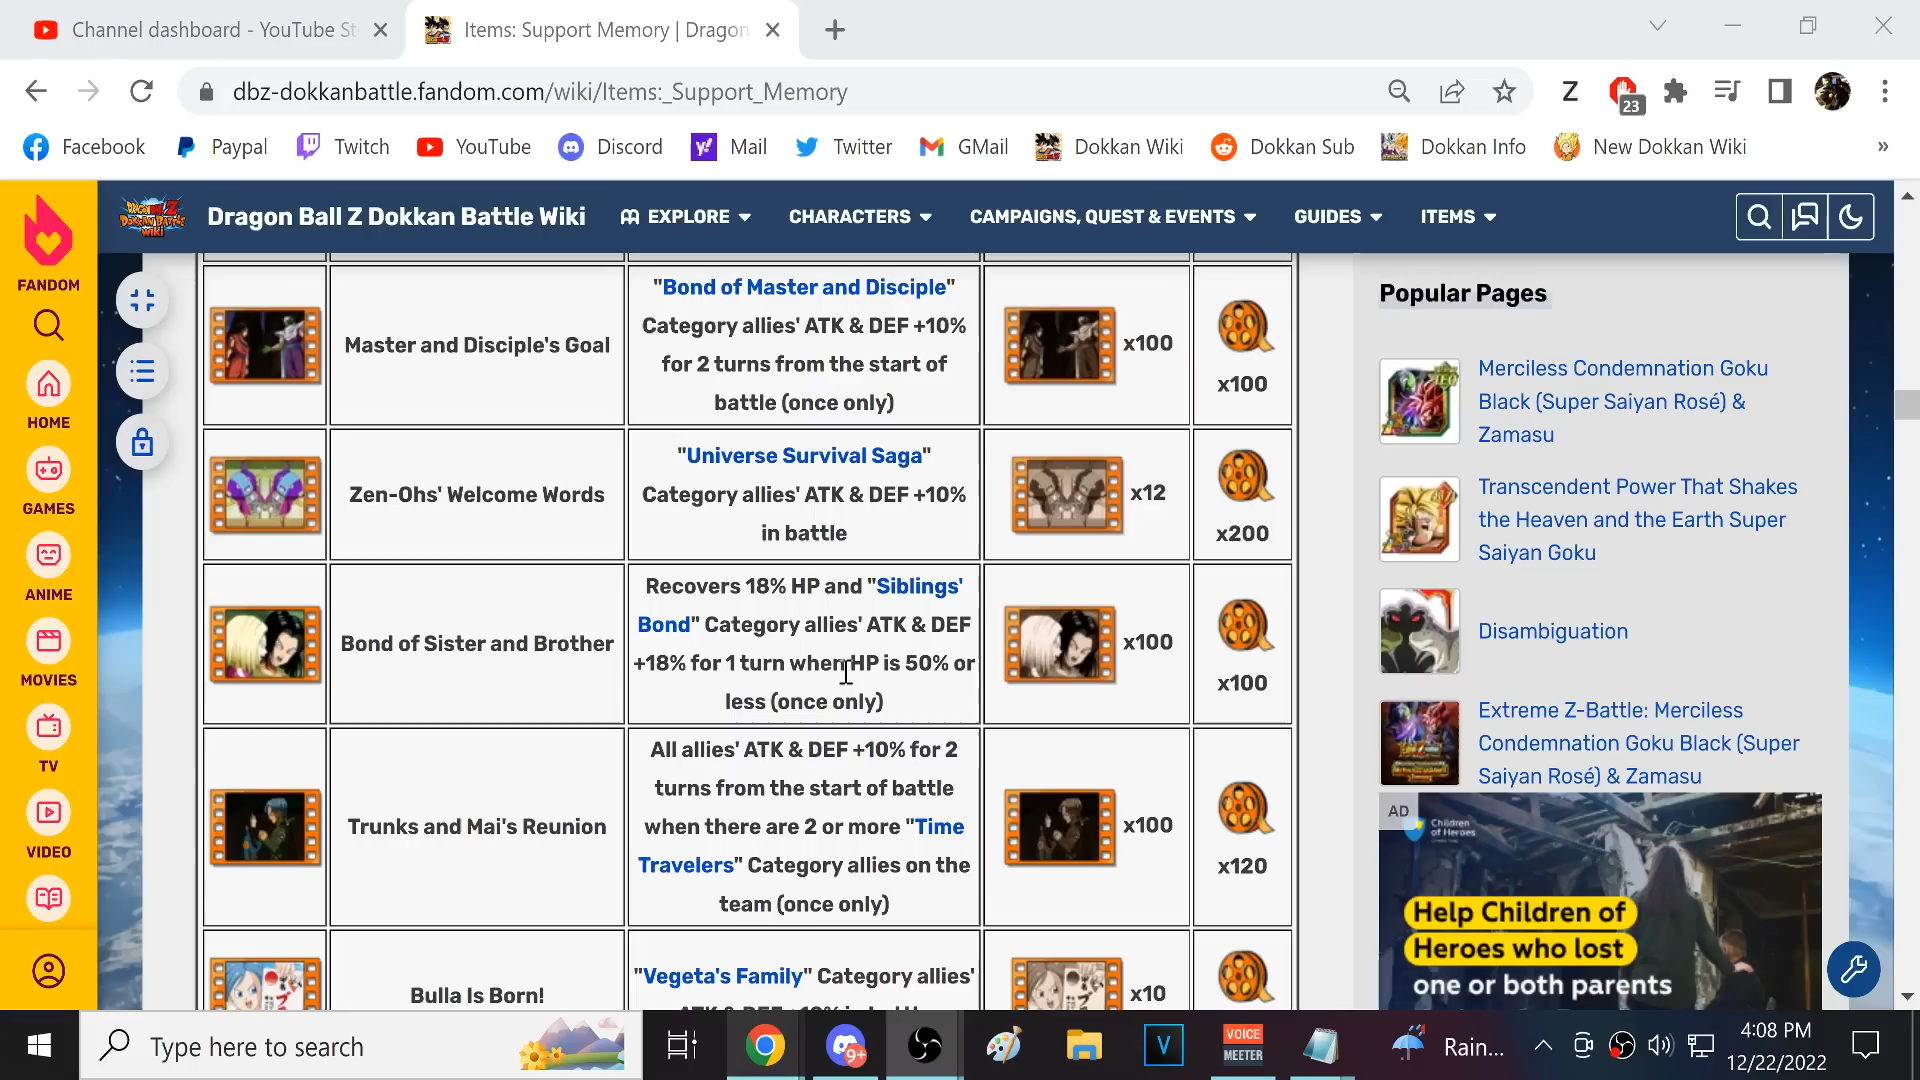 Channel dashboard - YouTube St
Items: Support Memory | Dragon
dbz-dokkanbattle.fandom.com/wiki/Items:_Support_Memory
Z
23
Facebook
Paypal
Twitch
YouTube
Discord
Mail
Twitter
GMail
Dokkan Wiki
Dokkan Sub
Dokkan Info
New Dokkan Wiki
»
Dragon Ball Z Dokkan Battle Wiki
EXPLORE
CHARACTERS
CAMPAIGNS, QUEST & EVENTS
GUIDES
ITEMS
FANDOM
HOME
GAMES
ANIME
MOVIES
TV
VIDEO
Master and Disciple's Goal
"Bond of Master and Disciple"
Category allies' ATK & DEF +10%
for 2 turns from the start of
battle (once only)
x100
x100
Zen-Ohs' Welcome Words
"Universe Survival Saga"
Category allies' ATK & DEF +10%
in battle
x12
x200
Bond of Sister and Brother
Recovers 18% HP and "Siblings'
Bond" Category allies' ATK & DEF
+18% for 1 turn when HP is 50% or
less (once only)
x100
x100
Trunks and Mai's Reunion
All allies' ATK & DEF +10% for 2
turns from the start of battle
when there are 2 or more "Time
Travelers" Category allies on the
team (once only)
x100
x120
Bulla Is Born!
"Vegeta's Family" Category allies'
x10
Popular Pages
Merciless Condemnation Goku
Black (Super Saiyan Rosé) &
Zamasu
Transcendent Power That Shakes
the Heaven and the Earth Super
Saiyan Goku
Disambiguation
Extreme Z-Battle: Merciless
Condemnation Goku Black (Super
Saiyan Rosé) & Zamasu
AD
Children
of Heroes
Help Children of
Heroes who lost
one or both parents
Type here to search
9+
V
VOICE
MEETER
Rain...
4:08 PM
12/22/2022